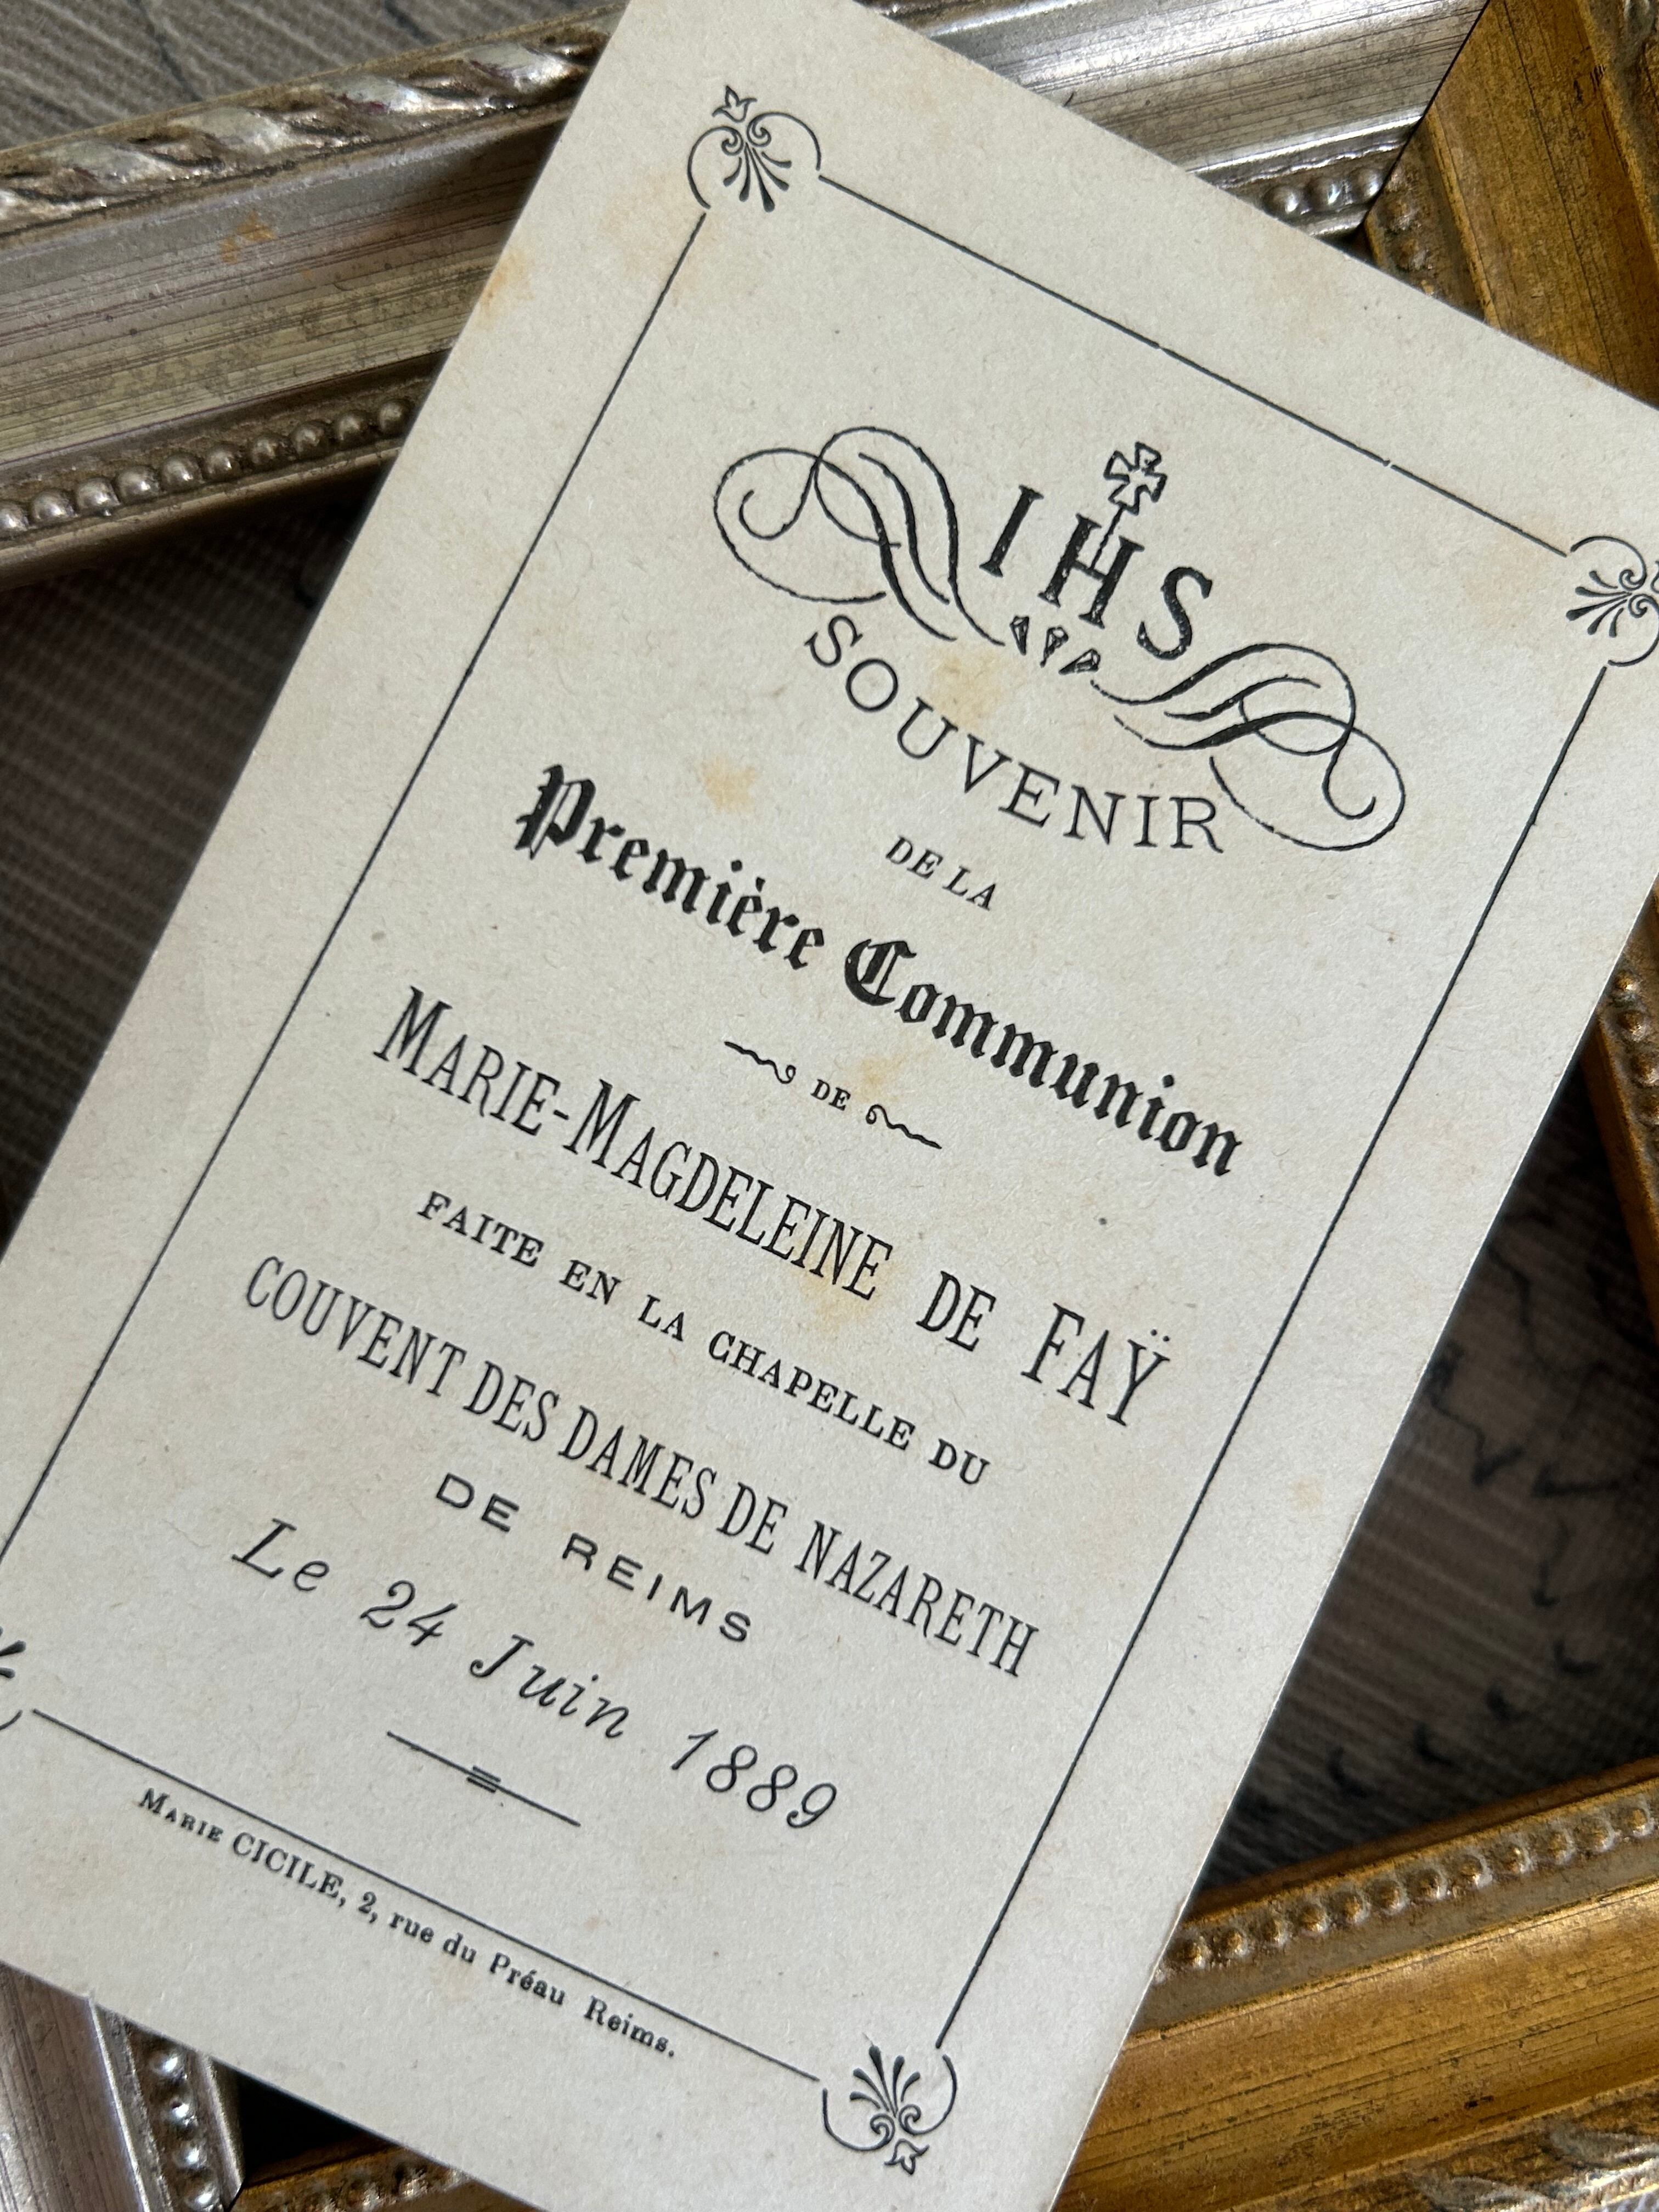 IHS
SOUVENIR
DE LA
Première Communion
DE
MARIE-MAGDELEINE DE FAŸ
FAITE EN LA CHAPELLE DU
COUVENT DES DAMES DE NAZARETH
DE REIMS
Le 24 Juin 1889
MARIE CICILE, 2, rue du Préau Reims.